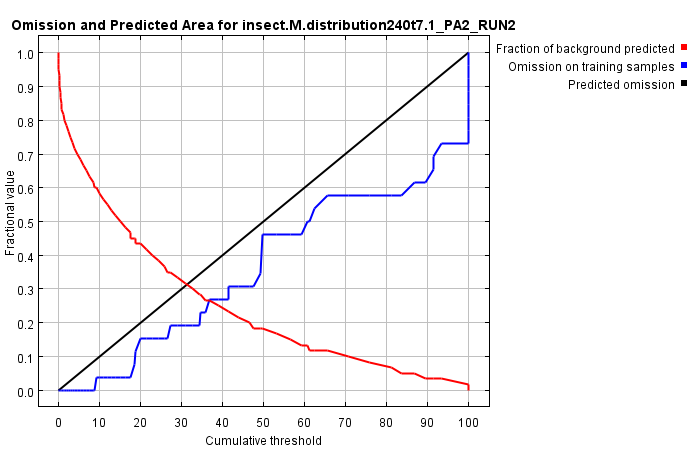 Omission and Predicted Area for insect.M.distribution240t7.1_PA2_RUN2
Fraction of background predicted
Omission on training samples
Predicted omission
Fractional value
1.0
0.9
0.8
0.7
0.6
0.5
0.4
0.3
0.2
0.1
0.0
0 10 20 30 40 50 60 70 80 90 100
Cumulative threshold